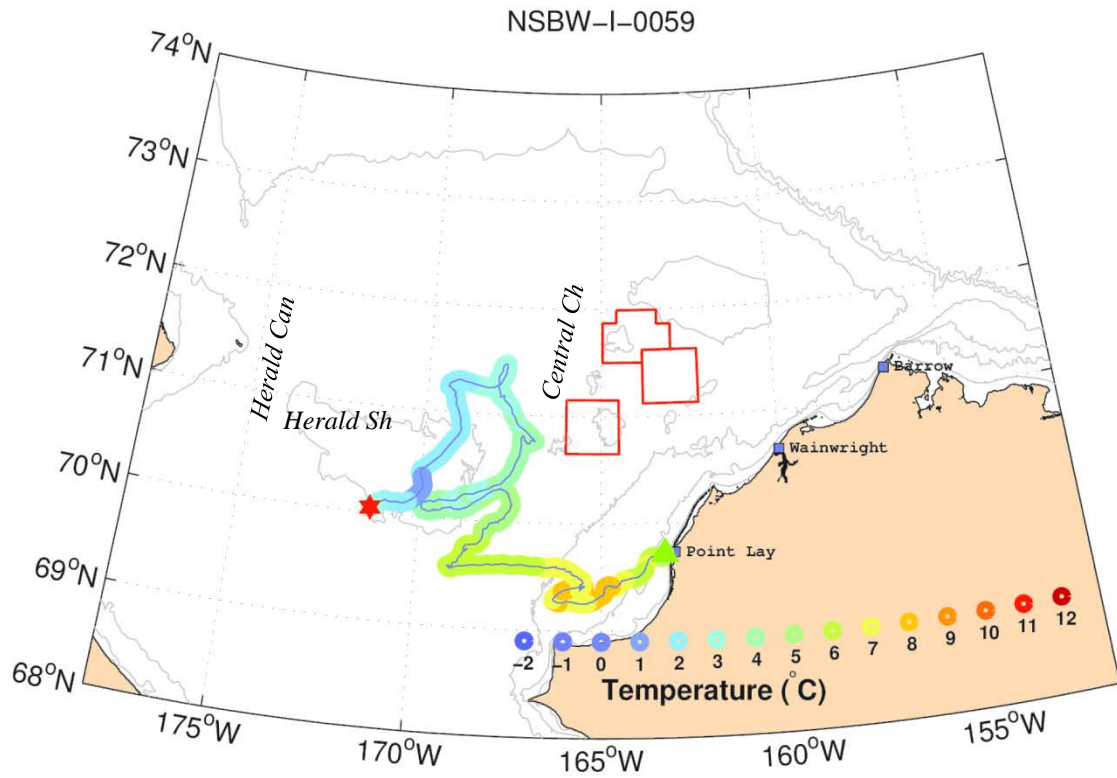 NSBW-I-0059
74°N
73°N
72°N
71°N
70°N
69°N
68°N
Herald Can
Herald Sh
Central Ch
Barrow
Wainwright
Point Lay
-2 -1 0 1 2 3 4 5 6 7 8 9 10 11 12
Temperature (°C)
175°W 170°W 165°W 160°W 155°W